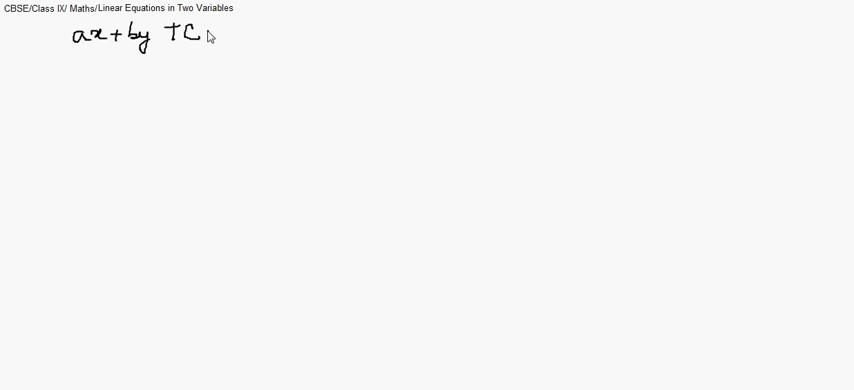 CBSE/Class IX/ Maths/Linear Equations in Two Variables
ax+by +C